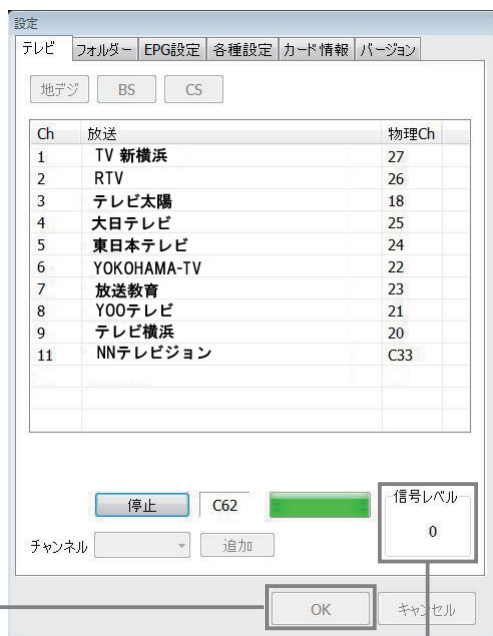 設定
テレビ フォルダー EPG設定 各種設定 カード情報 バージョン
地デジ BS CS
Ch 放送 物理Ch
1 TV 新横浜 27
2 RTV 26
3 テレビ太陽 18
4 大日テレビ 25
5 東日本テレビ 24
6 YOKOHAMA-TV 22
7 放送教育 23
8 YOOテレビ 21
9 テレビ横浜 20
11 NNテレビジョン C33
停止 C62 信号レベル
0
チャンネル 追加
OK キャンセル